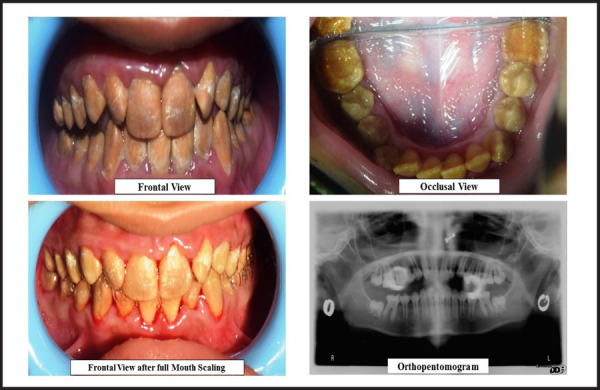 Frontal View
Occlusal View
Frontal View after full Mouth Scaling
Orthopentomogram
R
L